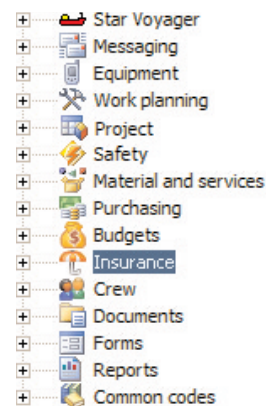 Star Voyager
Messaging
Equipment
Work planning
Project
Safety
Material and services
Purchasing
Budgets
Insurance
Crew
Documents
Forms
Reports
Common codes